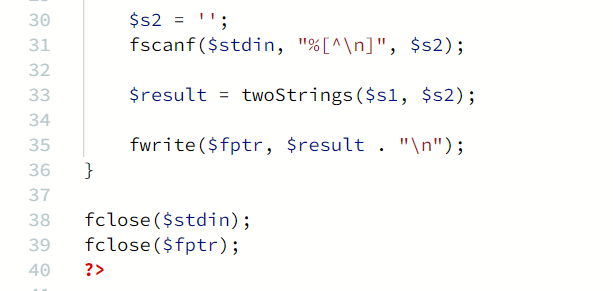 30 $s2 = '';
31 fscanf($stdin, "%[^\n]", $s2);
32
33 $result = twoStrings($s1, $s2);
34
35 fwrite($fptr, $result . "\n");
36 }
37
38 fclose($stdin);
39 fclose($fptr);
40 ?>